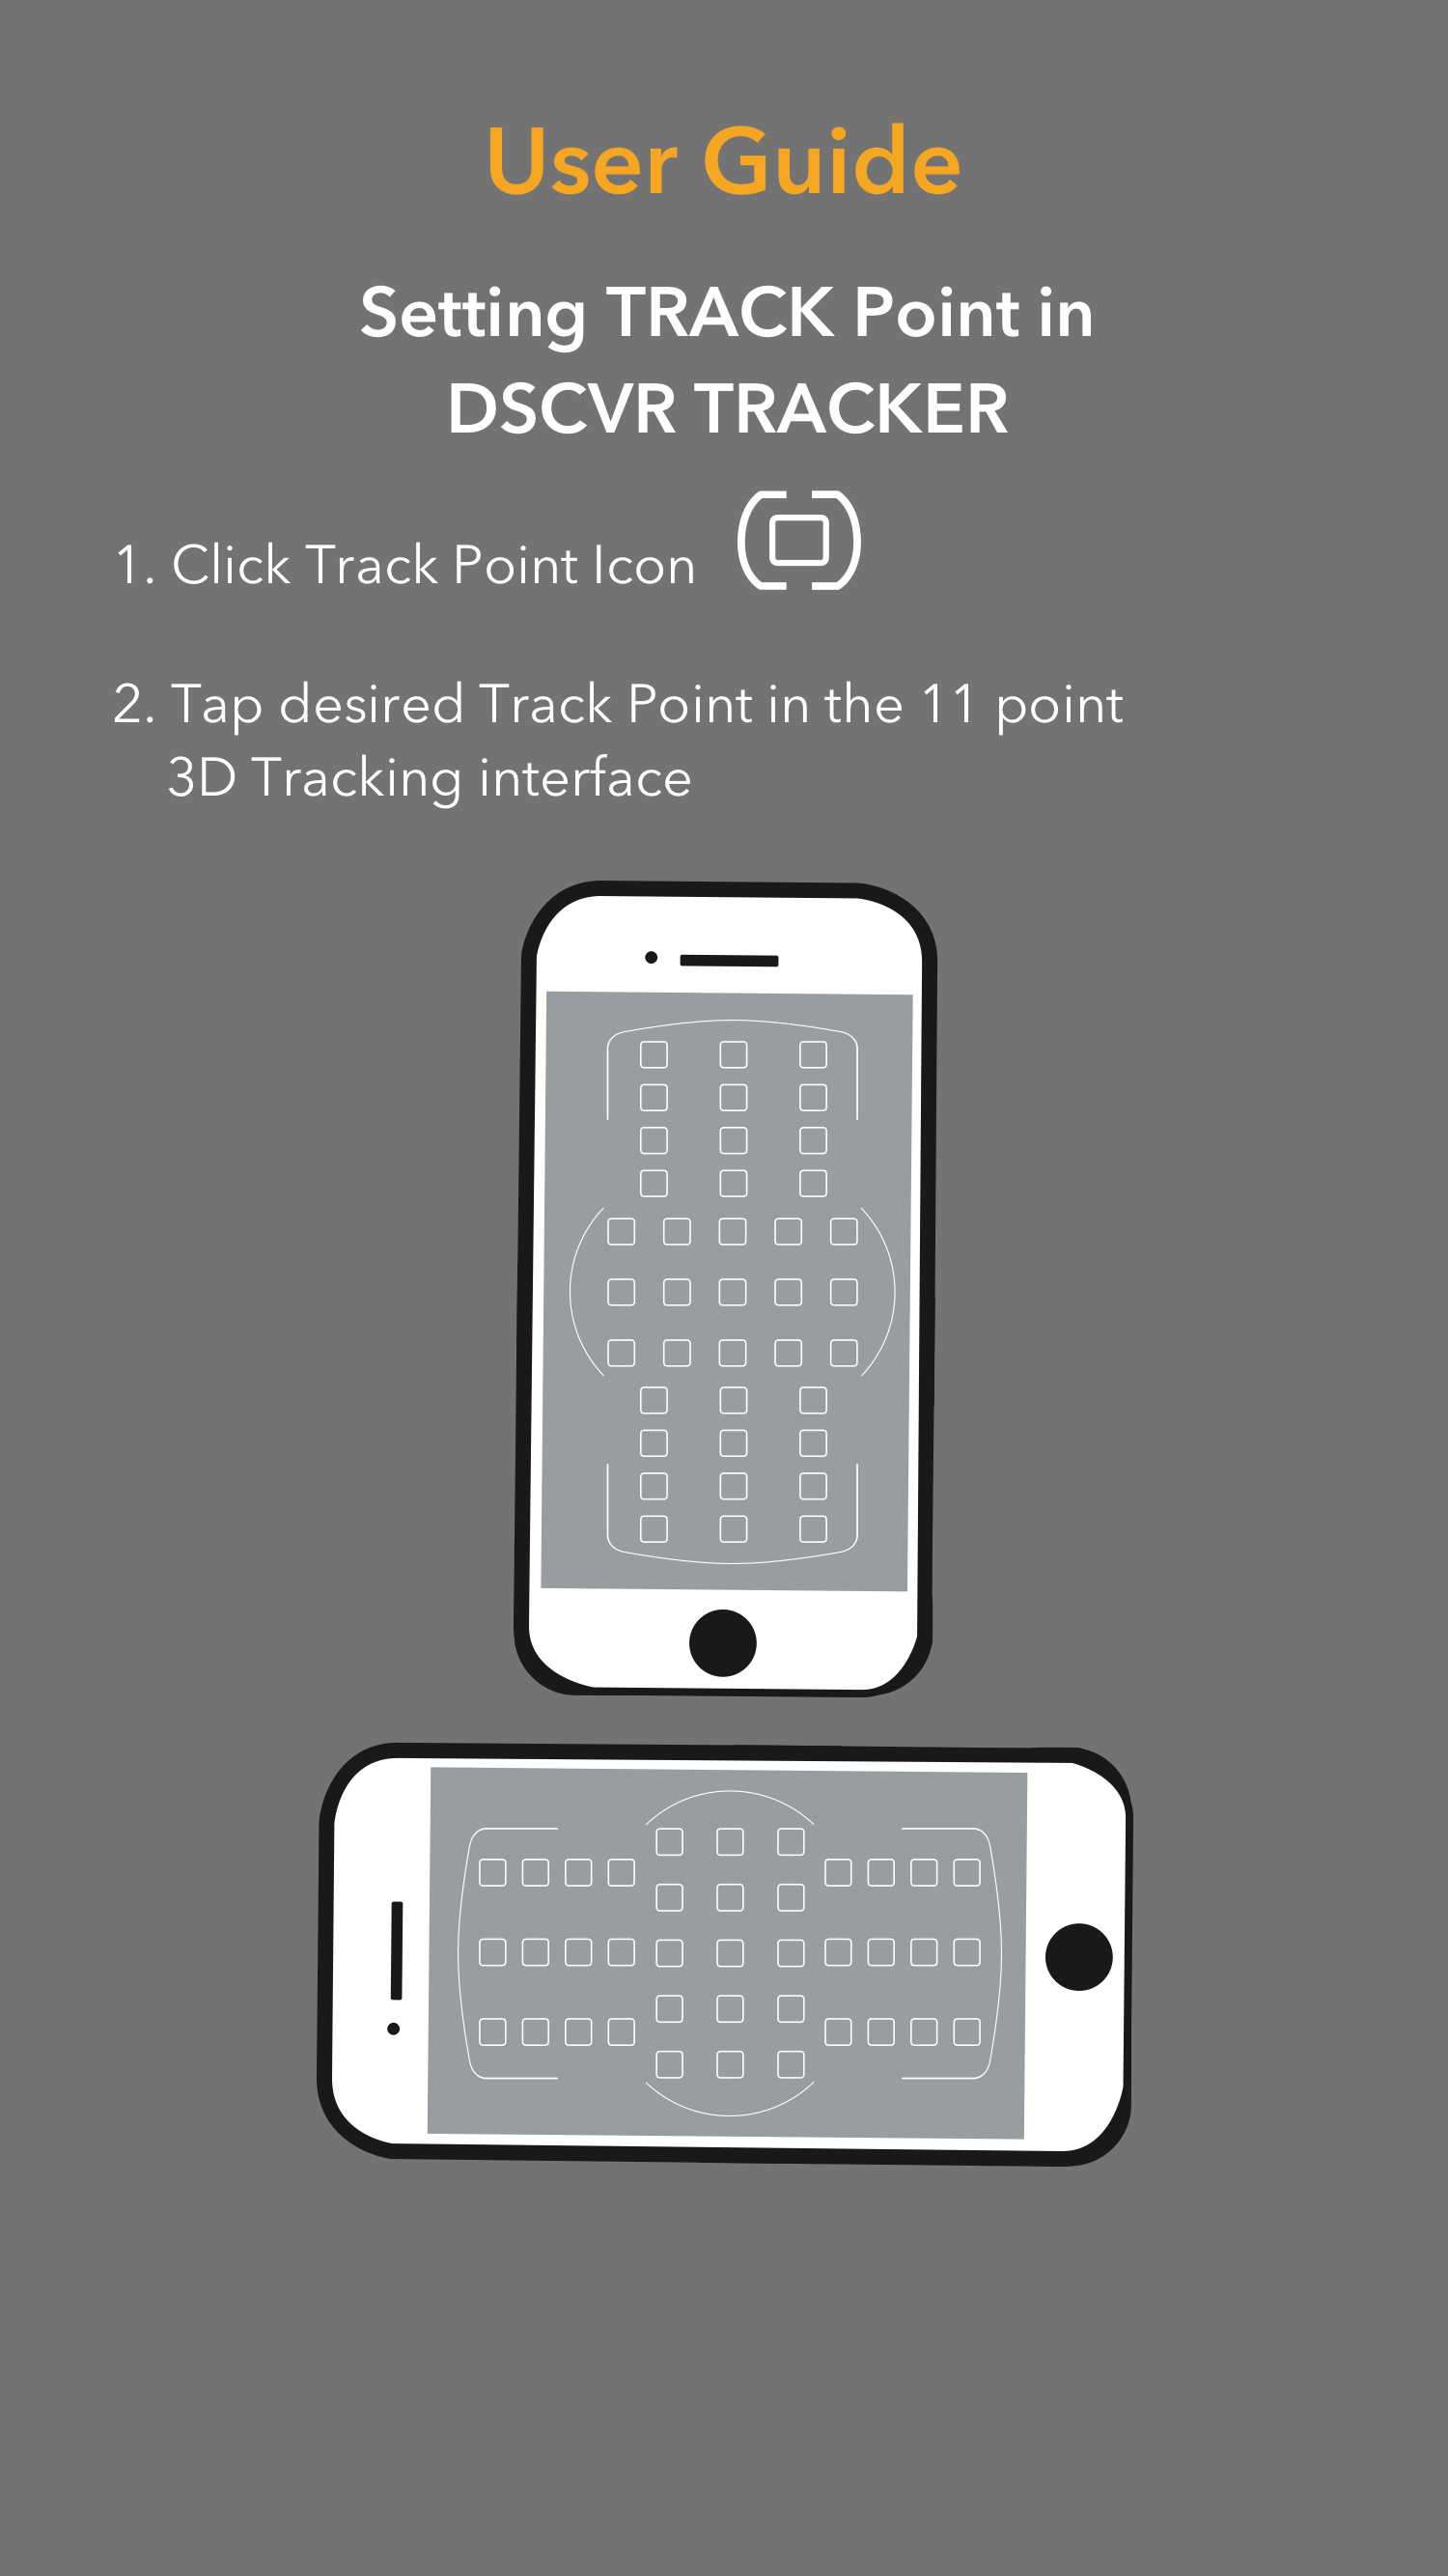 User Guide
Setting TRACK Point in
DSCVR TRACKER
1. Click Track Point Icon
2. Tap desired Track Point in the 11 point
3D Tracking interface